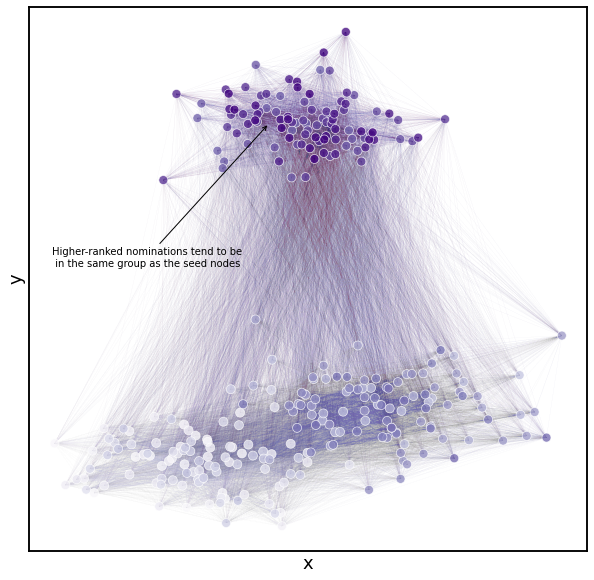 Higher-ranked nominations tend to be
in the same group as the seed nodes
y
x